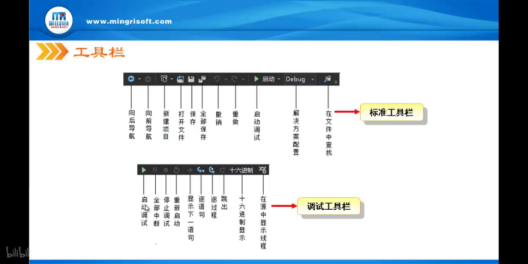 www.mingrisoft.com
工具栏
启动 Debug
向后导航
向前导航
新建项目
打开文件
保存
全部保存
撤销
重做
启动调试
解决方案配置
在文件中查找
标准工具栏
十六进制
启动调试
全部中断
停止调试
重新启动
显示下一语句
逐语句
逐过程
跳出
十六进制显示
在源中显示线程
调试工具栏
bilibili